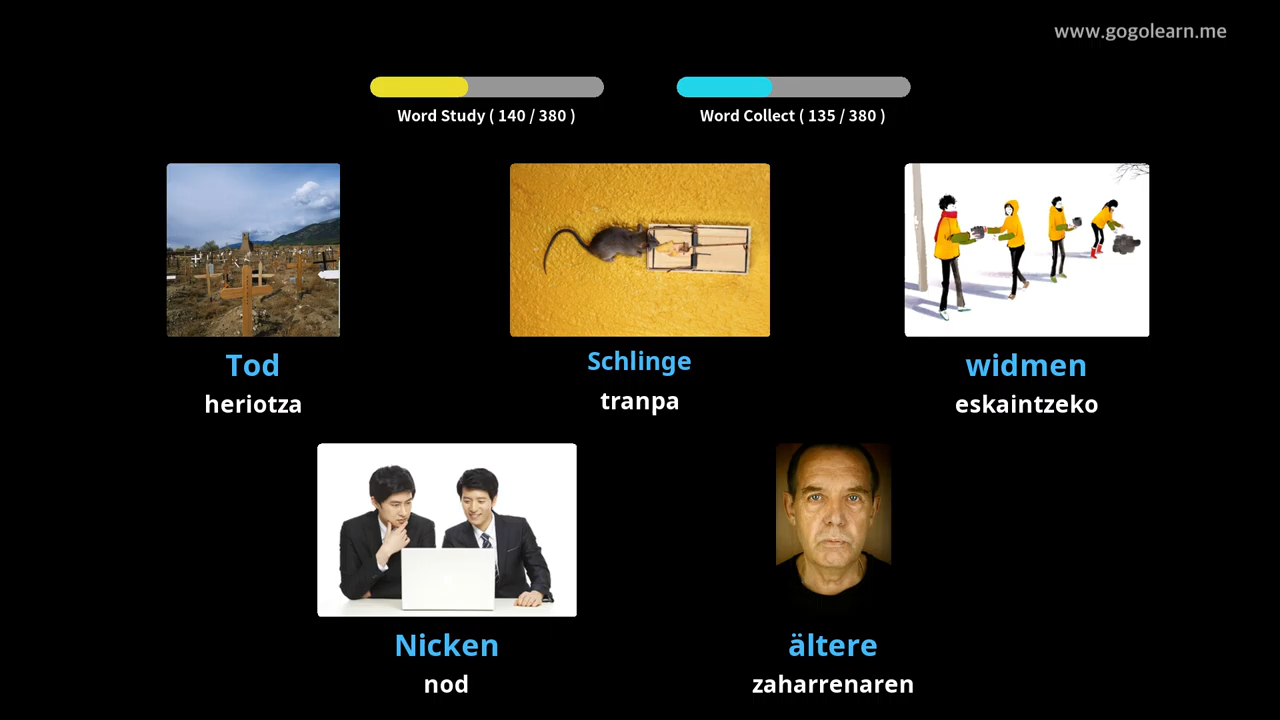 www.gogolearn.me
Word Study ( 140 / 380 )
Word Collect ( 135 / 380 )
Tod
heriotza
Schlinge
tranpa
widmen
eskaintzeko
Nicken
nod
ältere
zaharrenaren